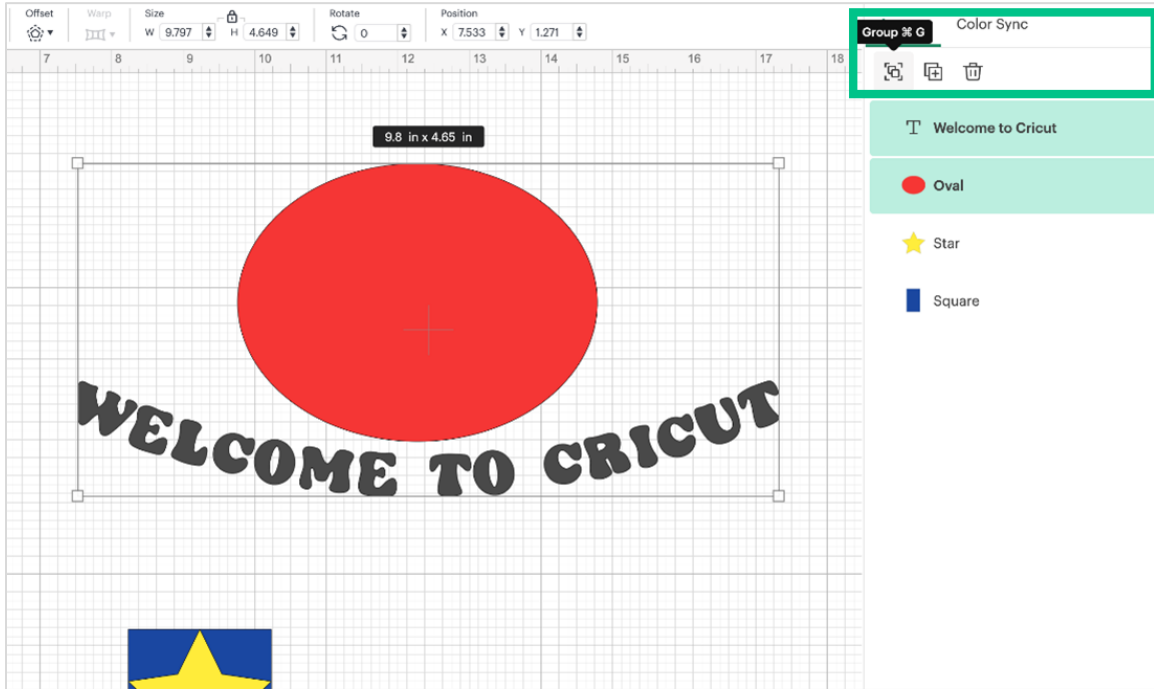 Offset
Warp
Size
Rotate
Position
W 9.797
H 4.649
0
X 7.533
Y 1.271
Group ⌘ G
Color Sync
7 8 9 10 11 12 13 14 15 16 17 18
9.8 in x 4.65 in
T Welcome to Cricut
Oval
Star
Square
WELCOME TO CRICUT